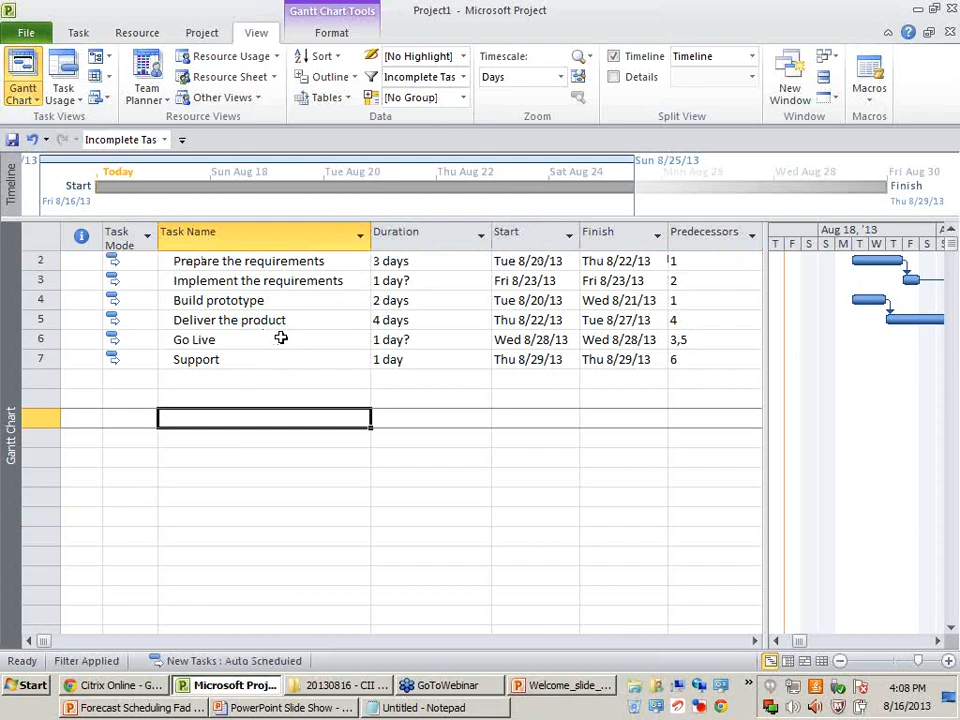 Gantt Chart Tools
Project1 - Microsoft Project
File
Task
Resource
Project
View
Format
Gantt Chart
Task Usage
Task Views
Team Planner
Resource Usage
Resource Sheet
Other Views
Resource Views
Sort
Outline
Tables
[No Highlight]
Incomplete Tas
[No Group]
Data
Timescale:
Days
Zoom
Timeline
Timeline
Details
Split View
New Window
Window
Macros
Macros
Incomplete Tas
Timeline
/13
Sun 8/25/13
Today
Sun Aug 18
Tue Aug 20
Thu Aug 22
Sat Aug 24
Mon Aug 26
Wed Aug 28
Fri Aug 30
Start
Fri 8/16/13
Finish
Thu 8/29/13
Task Mode
Task Name
Duration
Start
Finish
Predecessors
Aug 18, '13
A
T F S S M T W T F S S
2 Prepare the requirements 3 days Tue 8/20/13 Thu 8/22/13 1
3 Implement the requirements 1 day? Fri 8/23/13 Fri 8/23/13 2
4 Build prototype 2 days Tue 8/20/13 Wed 8/21/13 1
5 Deliver the product 4 days Thu 8/22/13 Tue 8/27/13 4
6 Go Live 1 day? Wed 8/28/13 Wed 8/28/13 3,5
7 Support 1 day Thu 8/29/13 Thu 8/29/13 6
Gantt Chart
Ready
Filter Applied
New Tasks : Auto Scheduled
Start
Citrix Online - G...
Microsoft Proj...
20130816 - CII ...
GoToWebinar
Welcome_slide_...
4:08 PM
Forecast Scheduling Fad ...
PowerPoint Slide Show - ...
Untitled - Notepad
8/16/2013